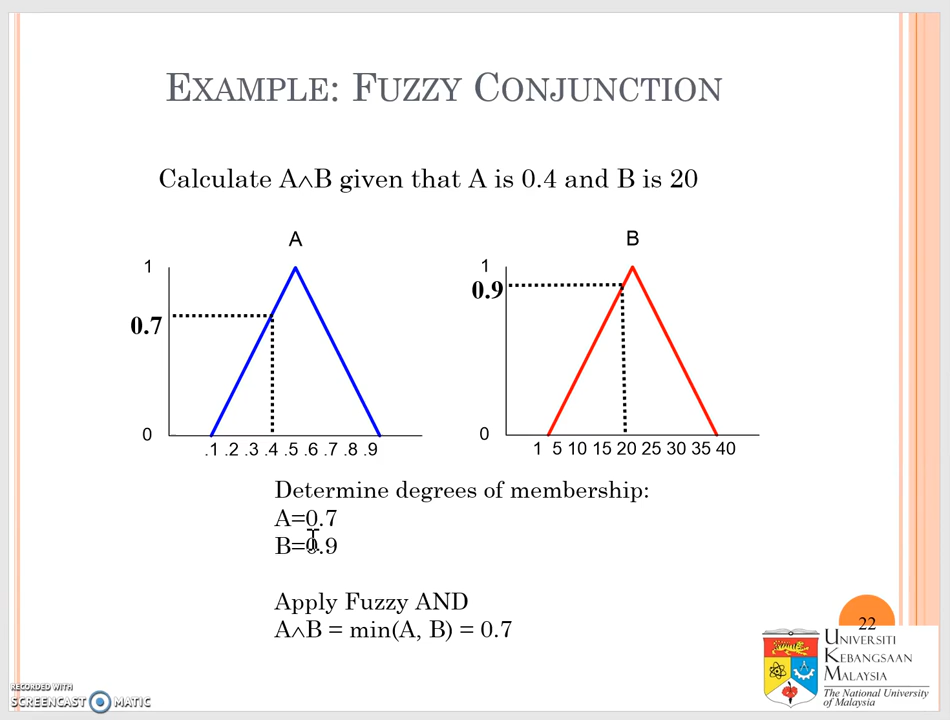 EXAMPLE: FUZZY CONJUNCTION
Calculate A∧B given that A is 0.4 and B is 20
A
1
0.7
0
.1 .2 .3 .4 .5 .6 .7 .8 .9
B
1
0.9
0
1 5 10 15 20 25 30 35 40
Determine degrees of membership:
A=0.7
B=0.9
Apply Fuzzy AND
A∧B = min(A, B) = 0.7
22
UNIVERSITI
KEBANGSAAN
MALAYSIA
The National University
of Malaysia
RECORDED WITH
SCREENCAST MATIC